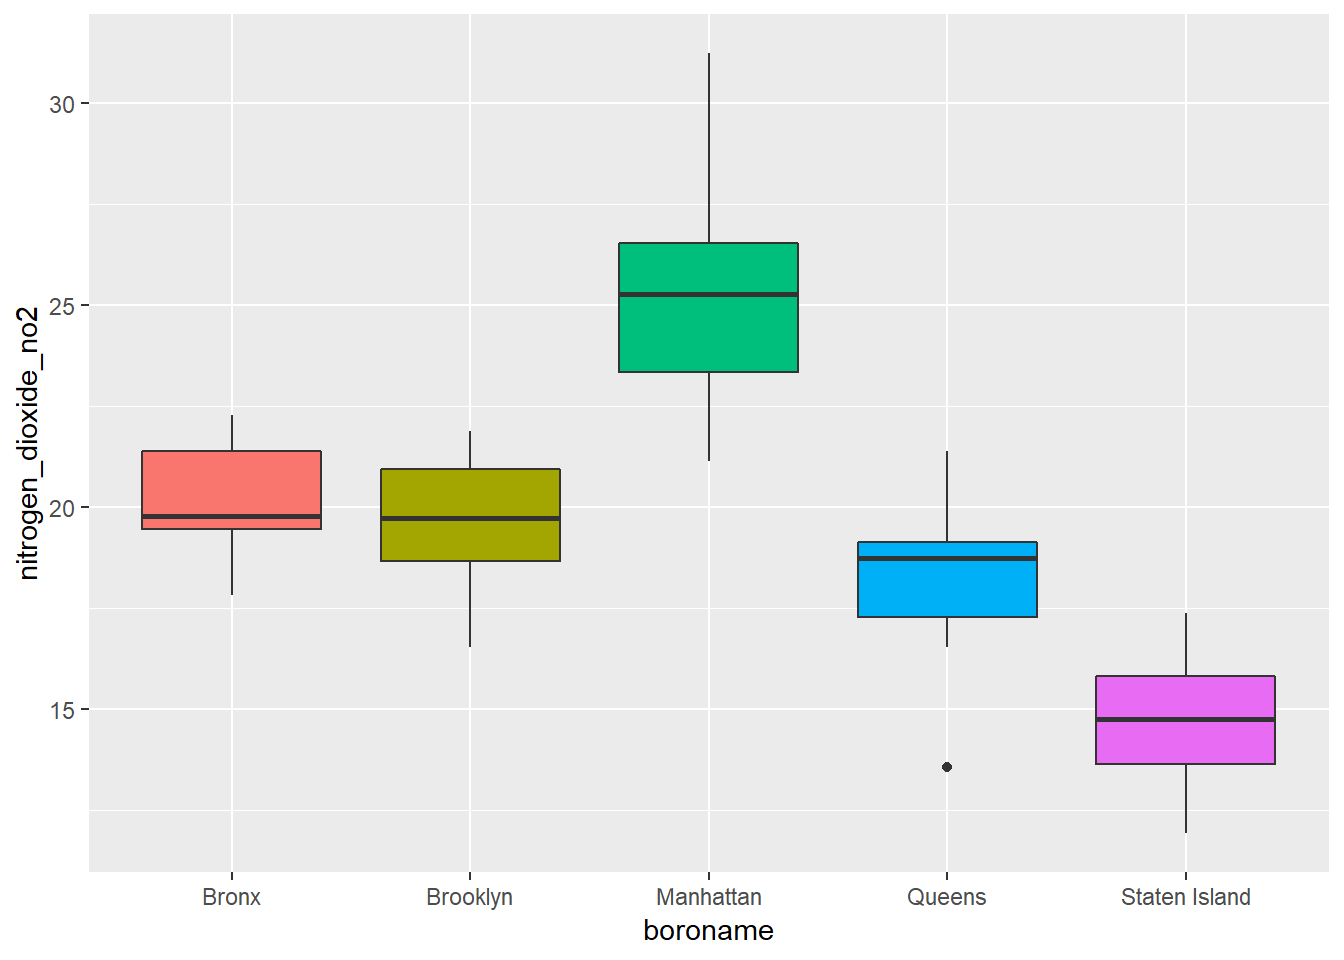 nitrogen_dioxide_no2
30
25
20
15
Bronx Brooklyn Manhattan Queens Staten Island
boroname